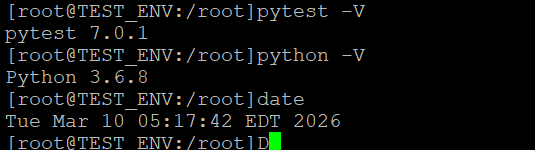 [root@TEST_ENV:/root]pytest -V
pytest 7.0.1
[root@TEST_ENV:/root]python -V
Python 3.6.8
[root@TEST_ENV:/root]date
Tue Mar 10 05:17:42 EDT 2026
[root@TEST_ENV:/root]D